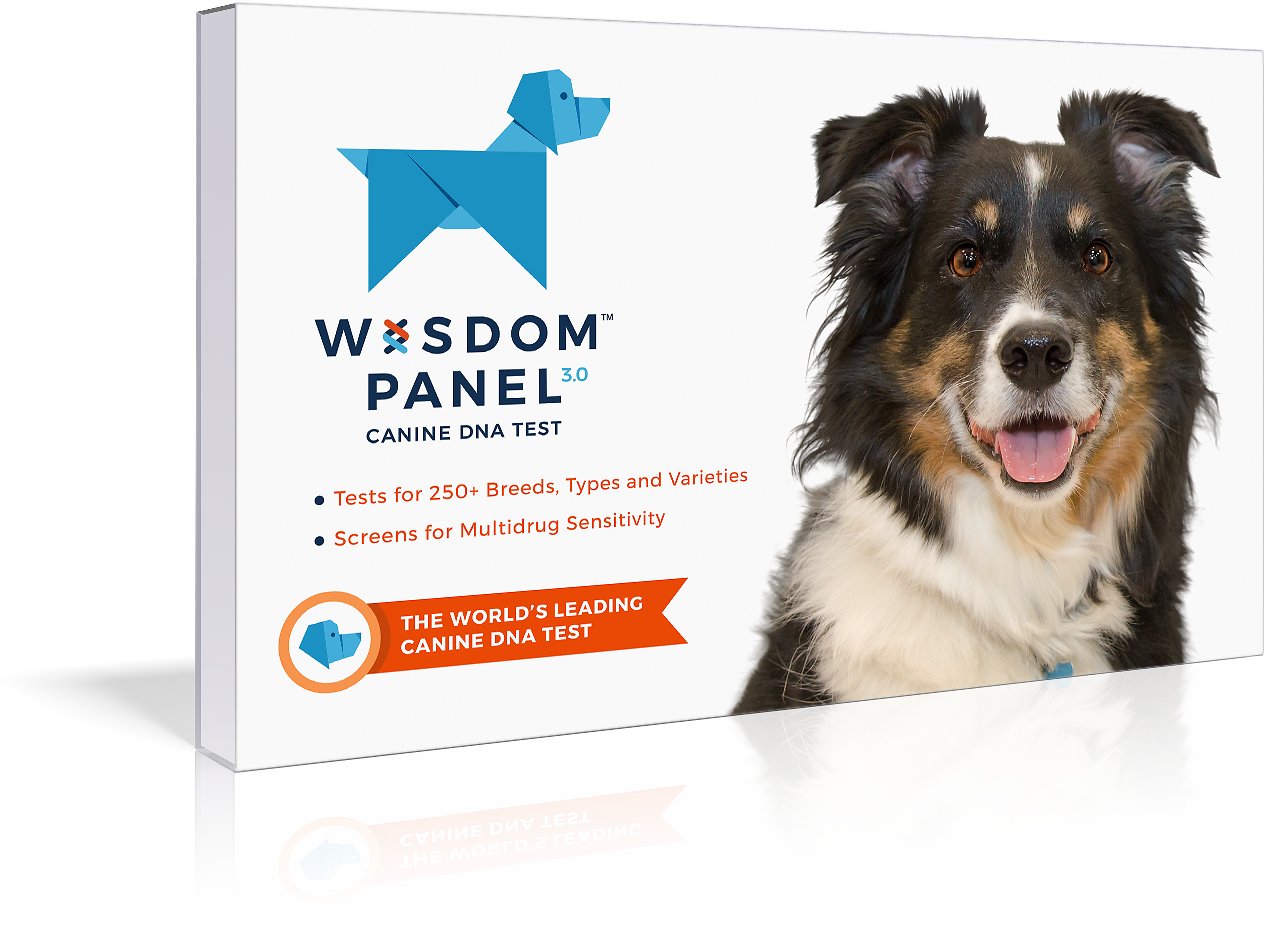 WISDOM™
PANEL 3.0
CANINE DNA TEST
• Tests for 250+ Breeds, Types and Varieties
• Screens for Multidrug Sensitivity
THE WORLD'S LEADING
CANINE DNA TEST